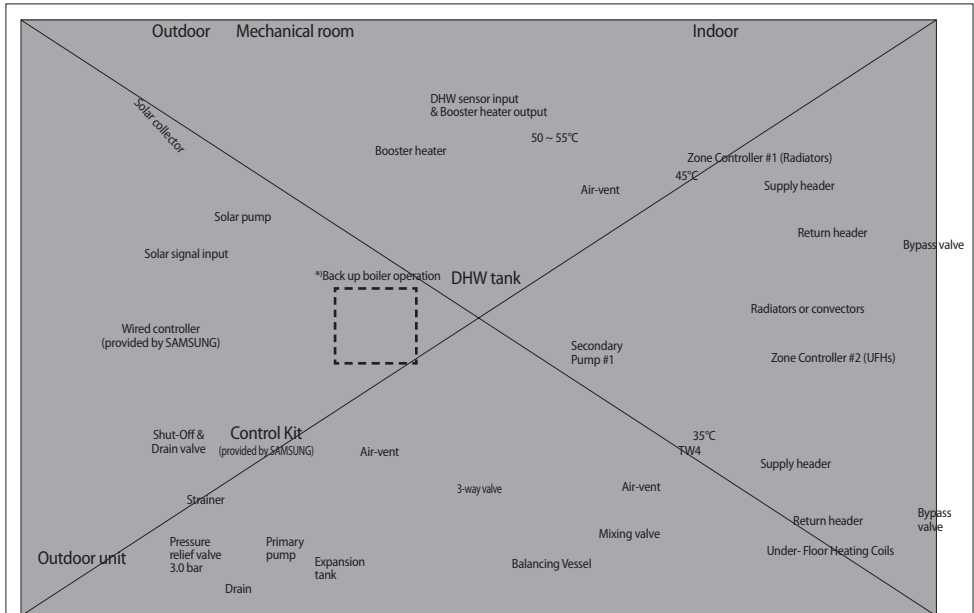 Outdoor
Mechanical room
Indoor
DHW sensor input
& Booster heater output
Solar collector
50 ~ 55°C
Booster heater
Zone Controller #1 (Radiators)
45°C
Supply header
Air-vent
Solar pump
Return header
Bypass valve
Solar signal input
*)Back up boiler operation
DHW tank
Radiators or convectors
Wired controller
(provided by SAMSUNG)
Secondary
Pump #1
Zone Controller #2 (UFHs)
Shut-Off &
Drain valve
Control Kit
(provided by SAMSUNG)
Air-vent
35°C
TW4
Supply header
3-way valve
Air-vent
Strainer
Return header
Bypass
valve
Mixing valve
Under- Floor Heating Coils
Outdoor unit
Pressure
relief valve
3.0 bar
Primary
pump
Expansion
tank
Balancing Vessel
Drain